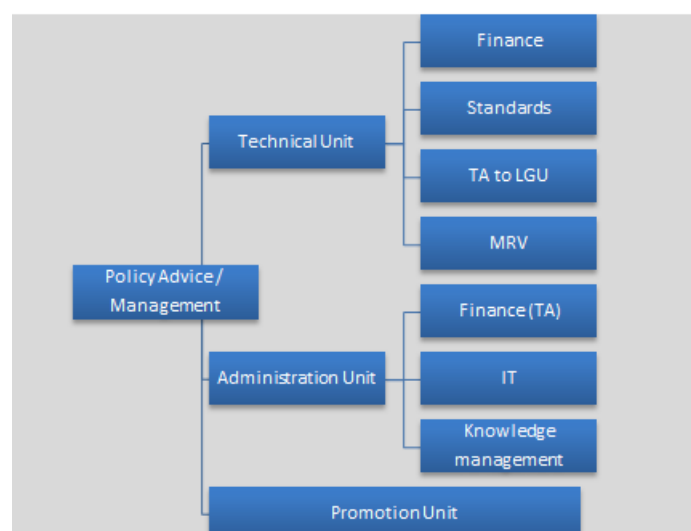 Finance
Standards
Technical Unit
TA to LGU
MRV
Policy Advice /
Management
Finance (TA)
Administration Unit
IT
Knowledge
management
Promotion Unit